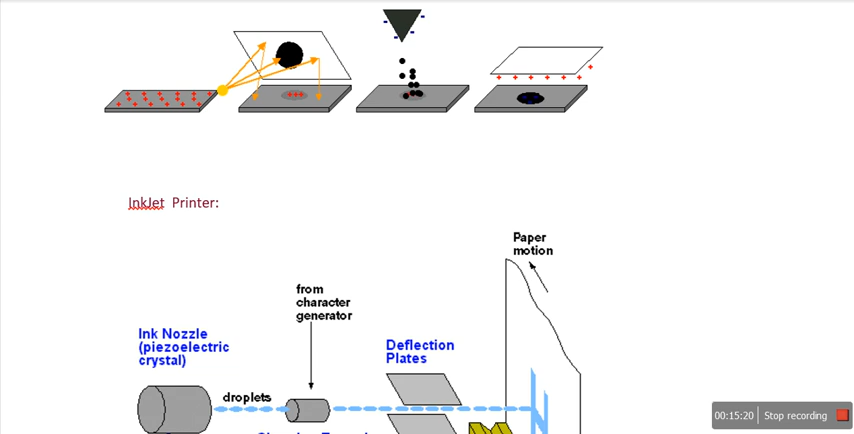 InkJet Printer:
Paper
motion
from
character
generator
Ink Nozzle
(piezoelectric
crystal)
Deflection
Plates
droplets
00:15:20 Stop recording